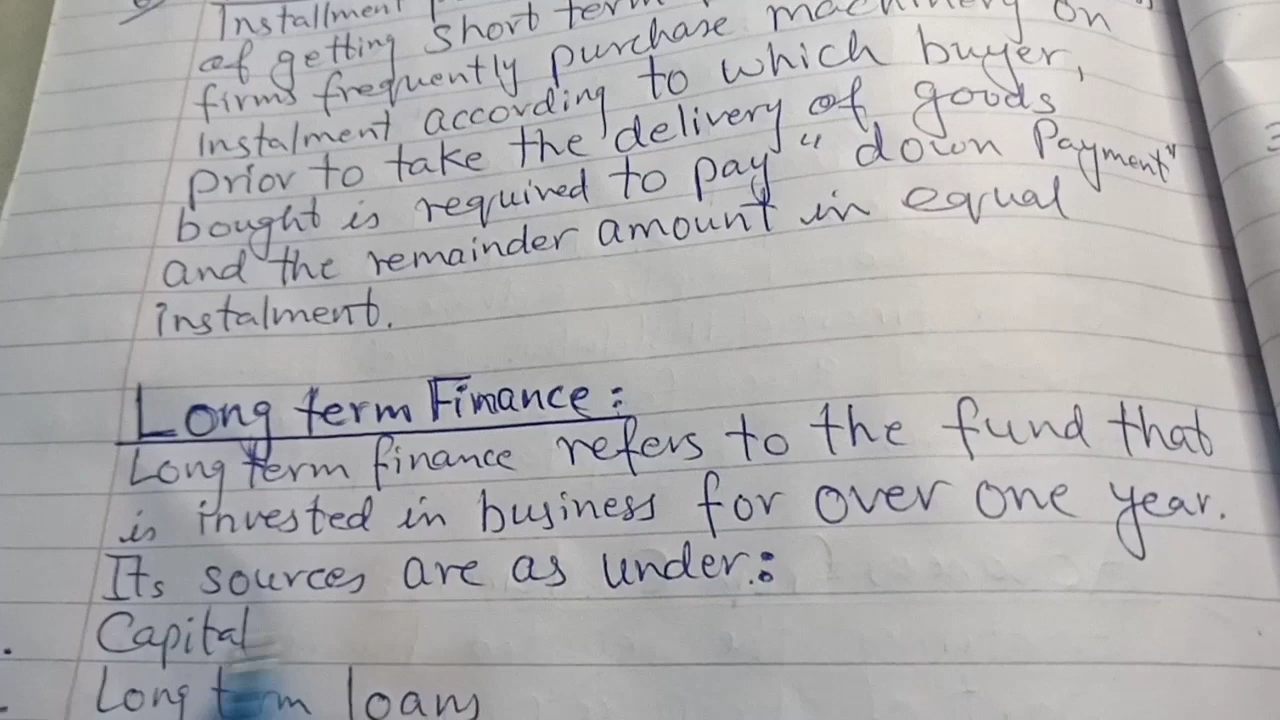 Installment
of getting short term
firms frequently purchase machinery on
instalment according to which buyer,
prior to take the delivery of goods
bought is required to pay "down Payment"
and the remainder amount in equal
instalment.
Long term Finance:
Long term finance refers to the fund that
is invested in business for over one year.
Its sources are as under:
Capital
Long term loans